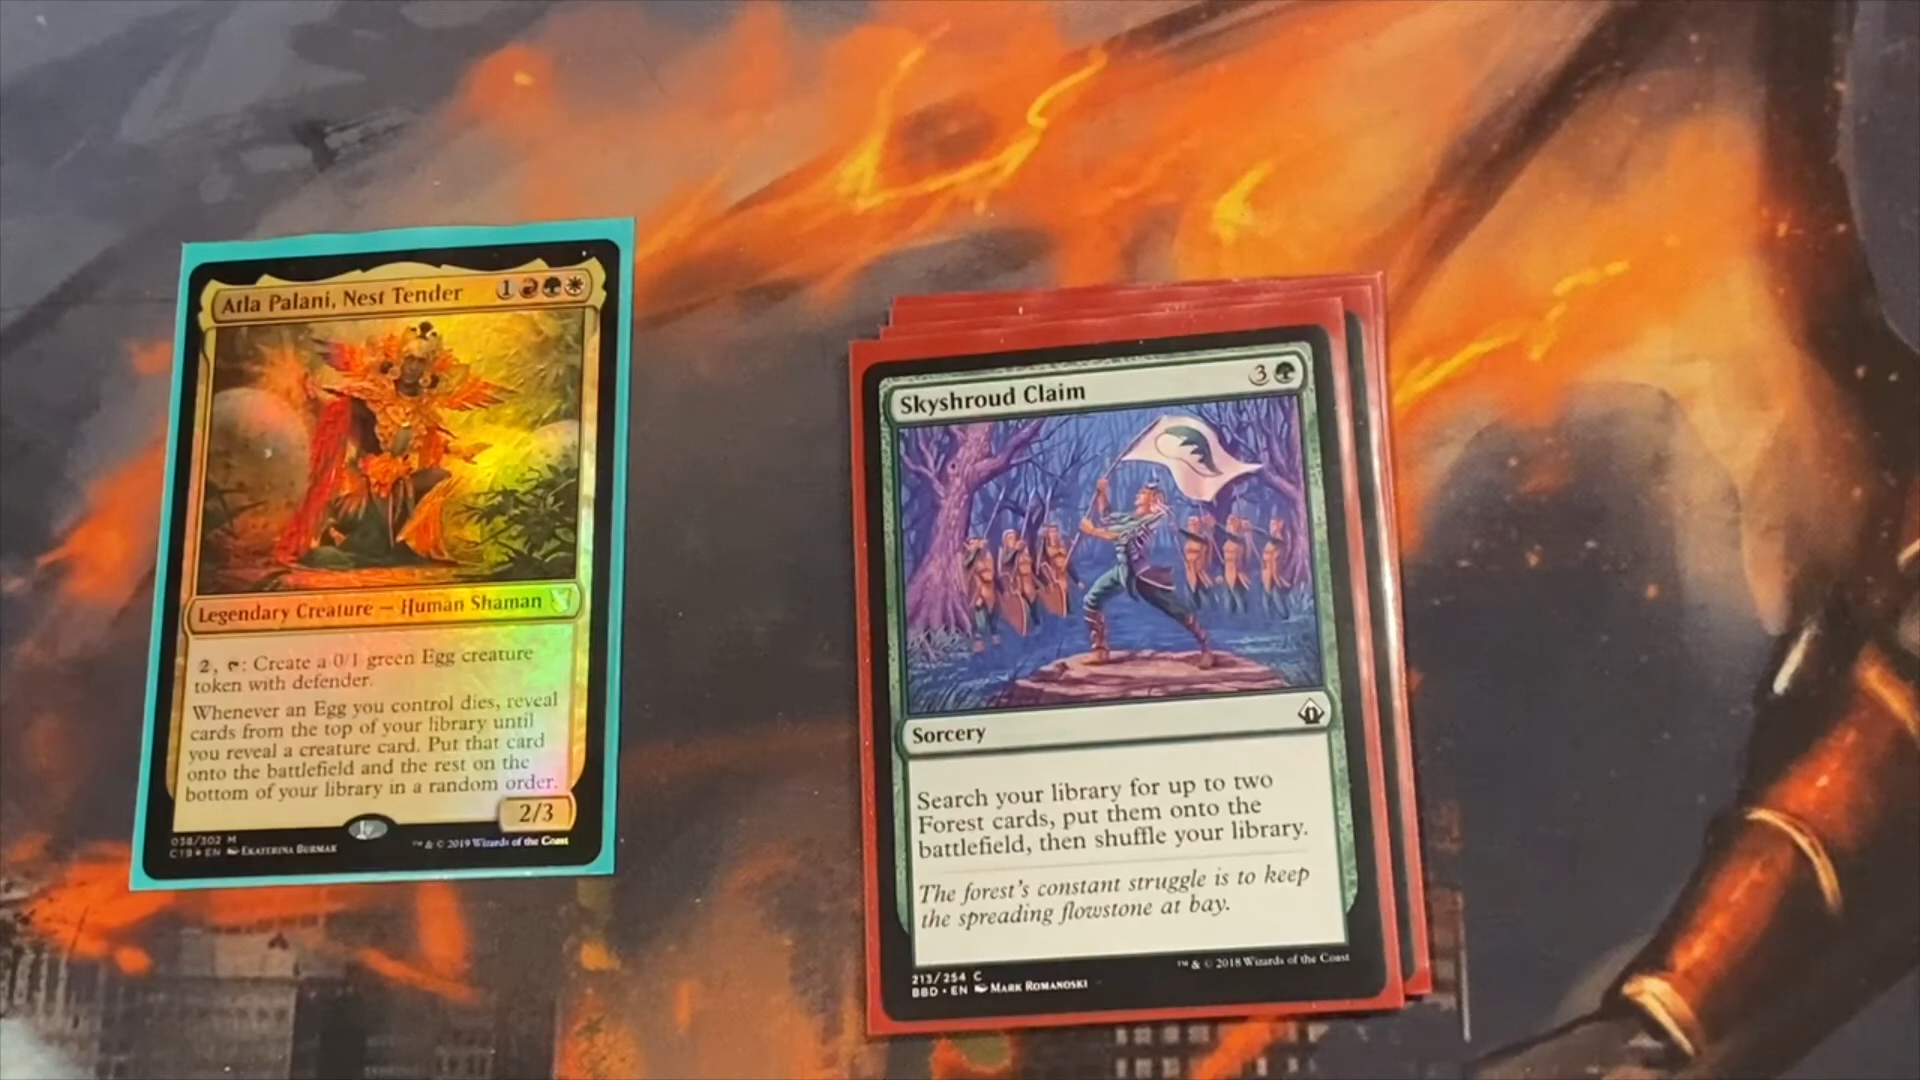 Atla Palani, Nest Tender 1
Legendary Creature — Human Shaman
2, : Create a 0/1 green Egg creature
token with defender.
Whenever an Egg you control dies, reveal
cards from the top of your library until
you reveal a creature card. Put that card
onto the battlefield and the rest on the
bottom of your library in a random order.
2/3
038/302 M
C19 ★ EN Ekaterina Burmak
™ & © 2019 Wizards of the Coast
Skyshroud Claim 3
Sorcery
Search your library for up to two
Forest cards, put them onto the
battlefield, then shuffle your library.
The forest's constant struggle is to keep
the spreading flowstone at bay.
213/254 C
BBD • EN Mark Romanoski
™ & © 2018 Wizards of the Coast